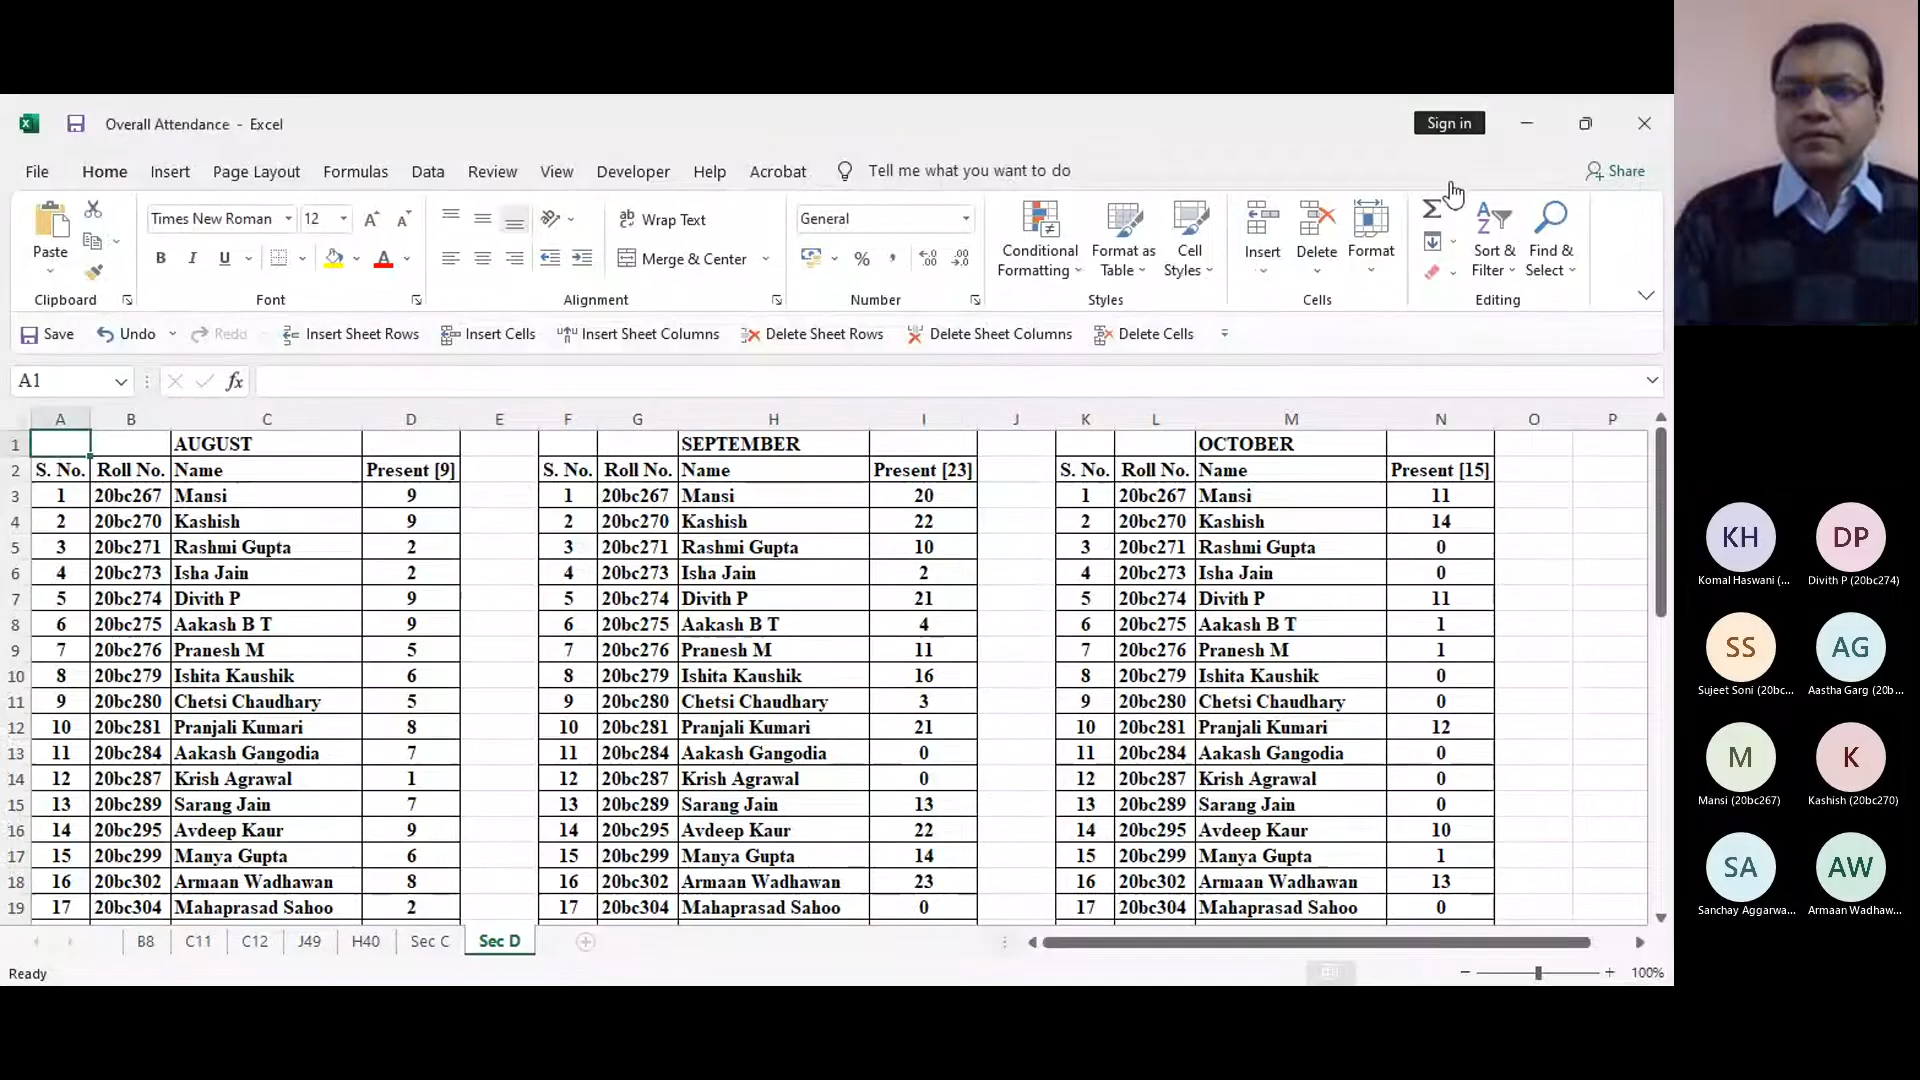 Overall Attendance - Excel
Sign in
File Home Insert Page Layout Formulas Data Review View Developer Help Acrobat Tell me what you want to do Share
Paste
Clipboard
Times New Roman 12
B I U
Font
Wrap Text
Merge & Center
Alignment
General
Number
Conditional Formatting
Format as Table
Cell Styles
Styles
Insert Delete Format
Cells
Sort & Filter
Find & Select
Editing
Save Undo Redo Insert Sheet Rows Insert Cells Insert Sheet Columns Delete Sheet Rows Delete Sheet Columns Delete Cells
A1 fx
A B C D E F G H I J K L M N O P
1 AUGUST SEPTEMBER OCTOBER
2 S. No. Roll No. Name Present [9] S. No. Roll No. Name Present [23] S. No. Roll No. Name Present [15]
3 1 20bc267 Mansi 9 1 20bc267 Mansi 20 1 20bc267 Mansi 11
4 2 20bc270 Kashish 9 2 20bc270 Kashish 22 2 20bc270 Kashish 14
5 3 20bc271 Rashmi Gupta 2 3 20bc271 Rashmi Gupta 10 3 20bc271 Rashmi Gupta 0
6 4 20bc273 Isha Jain 2 4 20bc273 Isha Jain 2 4 20bc273 Isha Jain 0
7 5 20bc274 Divith P 9 5 20bc274 Divith P 21 5 20bc274 Divith P 11
8 6 20bc275 Aakash B T 9 6 20bc275 Aakash B T 4 6 20bc275 Aakash B T 1
9 7 20bc276 Pranesh M 5 7 20bc276 Pranesh M 11 7 20bc276 Pranesh M 1
10 8 20bc279 Ishita Kaushik 6 8 20bc279 Ishita Kaushik 16 8 20bc279 Ishita Kaushik 0
11 9 20bc280 Chetsi Chaudhary 5 9 20bc280 Chetsi Chaudhary 3 9 20bc280 Chetsi Chaudhary 0
12 10 20bc281 Pranjali Kumari 8 10 20bc281 Pranjali Kumari 21 10 20bc281 Pranjali Kumari 12
13 11 20bc284 Aakash Gangodia 7 11 20bc284 Aakash Gangodia 0 11 20bc284 Aakash Gangodia 0
14 12 20bc287 Krish Agrawal 1 12 20bc287 Krish Agrawal 0 12 20bc287 Krish Agrawal 0
15 13 20bc289 Sarang Jain 7 13 20bc289 Sarang Jain 13 13 20bc289 Sarang Jain 0
16 14 20bc295 Avdeep Kaur 9 14 20bc295 Avdeep Kaur 22 14 20bc295 Avdeep Kaur 10
17 15 20bc299 Manya Gupta 6 15 20bc299 Manya Gupta 14 15 20bc299 Manya Gupta 1
18 16 20bc302 Armaan Wadhawan 8 16 20bc302 Armaan Wadhawan 23 16 20bc302 Armaan Wadhawan 13
19 17 20bc304 Mahaprasad Sahoo 2 17 20bc304 Mahaprasad Sahoo 0 17 20bc304 Mahaprasad Sahoo 0
B8 C11 C12 J49 H40 Sec C Sec D
Ready 100%
KH DP
Komal Haswani (... Divith P (20bc274)
SS AG
Sujeet Soni (20bc... Aastha Garg (20b...
M K
Mansi (20bc267) Kashish (20bc270)
SA AW
Sanchay Aggarwa... Armaan Wadhaw...